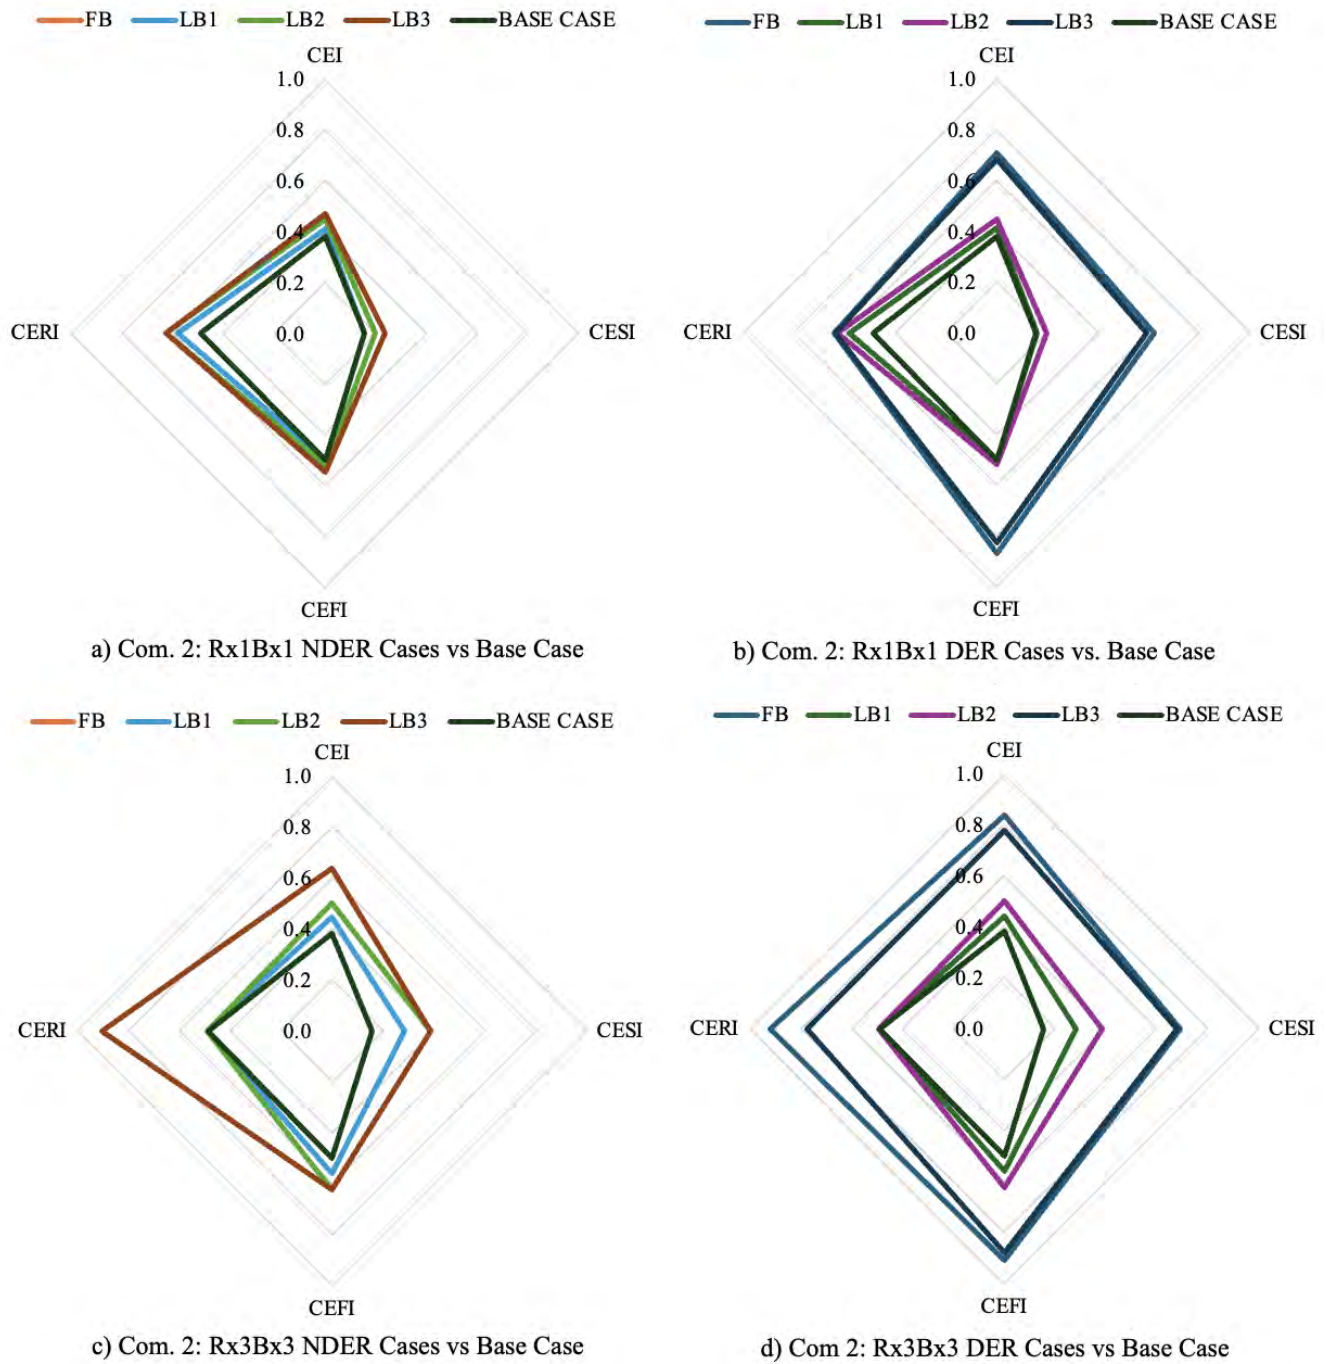 FB LB1 LB2 LB3 BASE CASE
CEI
1.0
0.8
0.6
0.4
0.2
0.0
CERI
CESI
CEFI
a) Com. 2: Rx1Bx1 NDER Cases vs Base Case
FB LB1 LB2 LB3 BASE CASE
CEI
1.0
0.8
0.6
0.4
0.2
0.0
CERI
CESI
CEFI
b) Com. 2: Rx1Bx1 DER Cases vs. Base Case
FB LB1 LB2 LB3 BASE CASE
CEI
1.0
0.8
0.6
0.4
0.2
0.0
CERI
CESI
CEFI
c) Com. 2: Rx3Bx3 NDER Cases vs Base Case
FB LB1 LB2 LB3 BASE CASE
CEI
1.0
0.8
0.6
0.4
0.2
0.0
CERI
CESI
CEFI
d) Com 2: Rx3Bx3 DER Cases vs Base Case